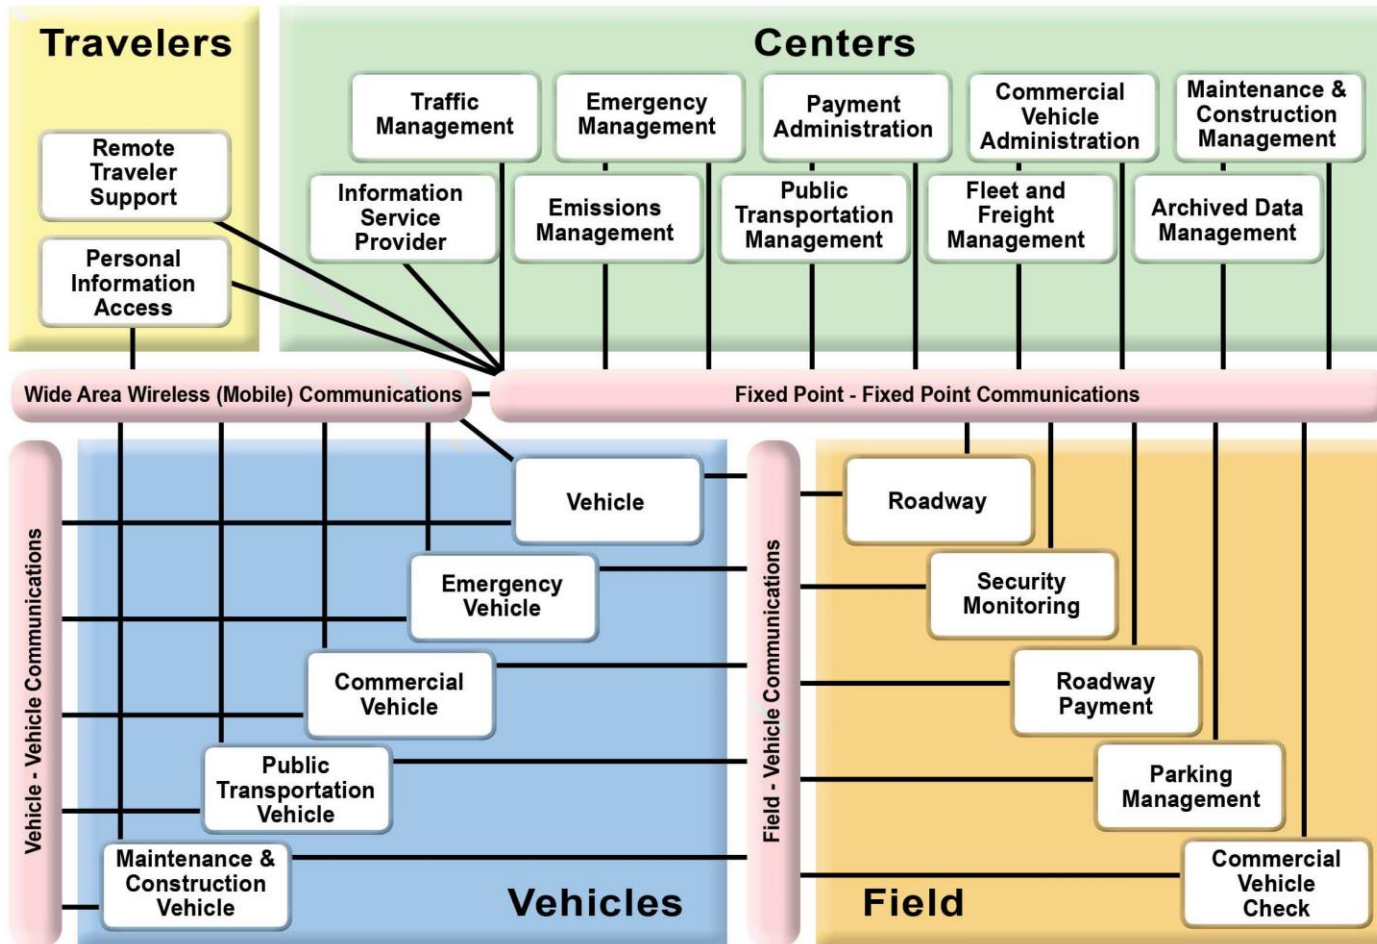 Travelers
Centers
Traffic
Management
Emergency
Management
Payment
Administration
Commercial
Vehicle
Administration
Maintenance &
Construction
Management
Remote
Traveler
Support
Information
Service
Provider
Emissions
Management
Public
Transportation
Management
Fleet and
Freight
Management
Archived Data
Management
Personal
Information
Access
Wide Area Wireless (Mobile) Communications
Fixed Point - Fixed Point Communications
Vehicle - Vehicle Communications
Vehicle
Emergency
Vehicle
Commercial
Vehicle
Public
Transportation
Vehicle
Maintenance &
Construction
Vehicle
Vehicles
Field - Vehicle Communications
Roadway
Security
Monitoring
Roadway
Payment
Parking
Management
Commercial
Vehicle
Check
Field